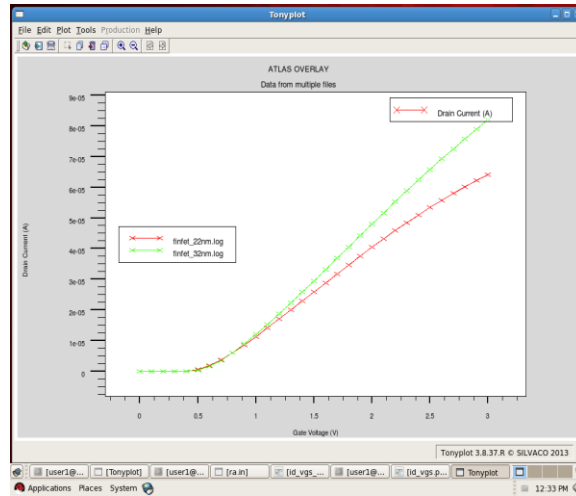 Tonyplot
File Edit Plot Tools Production Help
ATLAS OVERLAY
Data from multiple files
9e-05
8e-05
7e-05
6e-05
5e-05
4e-05
3e-05
2e-05
1e-05
0
Drain Current (A)
Drain Current (A)
finfet_22nm.log
finfet_32nm.log
0 0.5 1 1.5 2 2.5 3
Gate Voltage (V)
Tonyplot 3.8.37.R © SILVACO 2013
[user1@... [Tonyplot] [user1@... [ra.in] [id_vgs_... [user1@... [id_vgs.p... Tonyplot
Applications Places System 12:33 PM